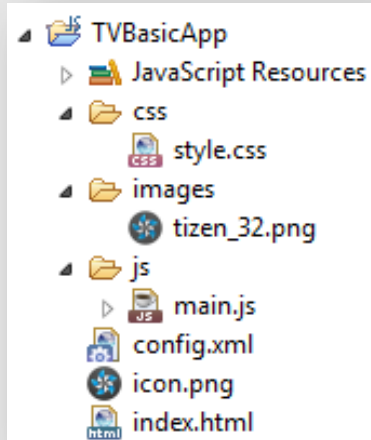 TVBasicApp
JavaScript Resources
css
style.css
images
tizen_32.png
js
main.js
config.xml
icon.png
index.html